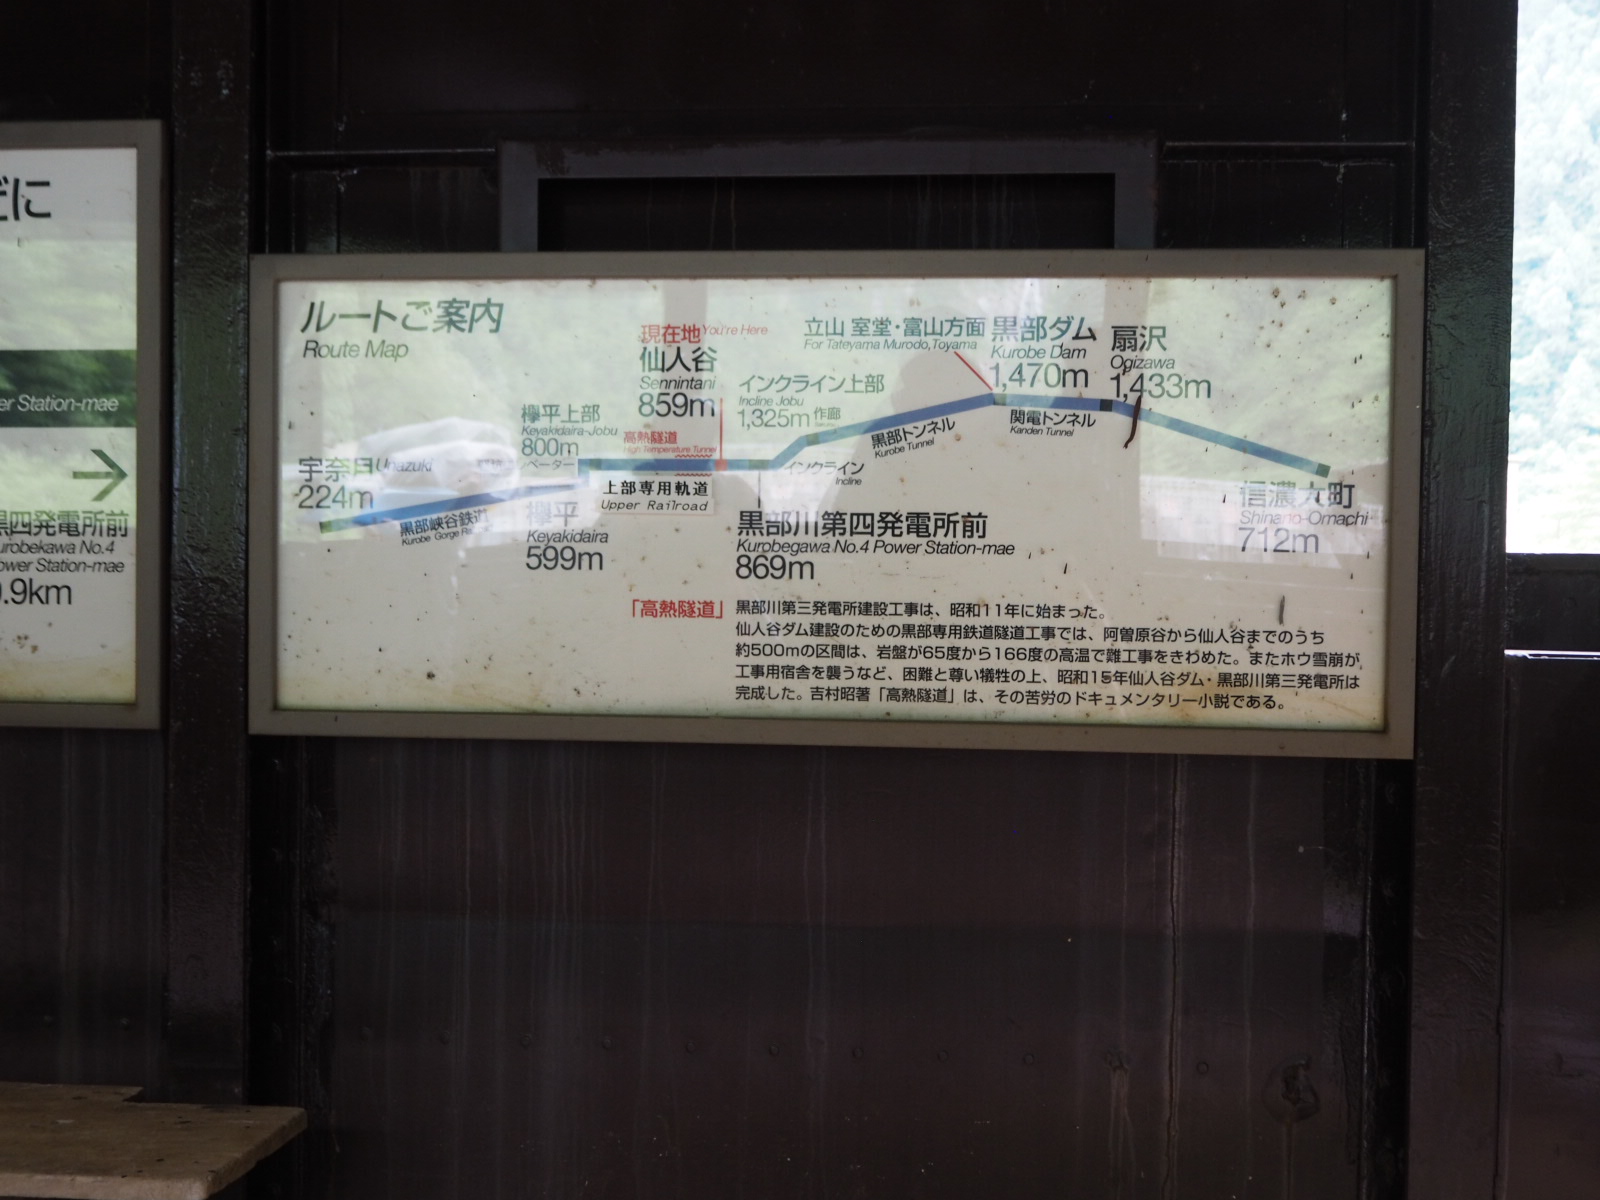 だに
er Station-mae
黒四発電所前
urobekawa No.4
ower Station-mae
.9km
ルートご案内
Route Map
現在地 You're Here
仙人谷
Sennintani
859m
立山 室堂・富山方面
For Tateyama Murodo,Toyama
黒部ダム
Kurobe Dam
1,470m
扇沢
Ogizawa
1,433m
欅平上部
Keyakidaira-Jobu
800m
高熱隧道
High Temperature Tunnel
インクライン上部
Incline Jobu
1,325m
作廊
黒部トンネル
Kurobe Tunnel
関電トンネル
Kanden Tunnel
宇奈月 Unazuki
224m
黒部峡谷鉄道
Kurobe Gorge
ベーター
欅平
Keyakidaira
599m
上部専用軌道
Upper Railroad
インクライン
Incline
黒部川第四発電所前
Kurobegawa No.4 Power Station-mae
869m
信濃大町
Shinano-Omachi
712m
「高熱隧道」
黒部川第三発電所建設工事は、昭和11年に始まった。
仙人谷ダム建設のための黒部専用鉄道隧道工事では、阿曽原谷から仙人谷までのうち
約500mの区間は、岩盤が65度から166度の高温で難工事をきわめた。またホウ雪崩が
工事用宿舎を襲うなど、困難と尊い犠牲の上、昭和15年仙人谷ダム・黒部川第三発電所は
完成した。吉村昭著「高熱隧道」は、その苦労のドキュメンタリー小説である。